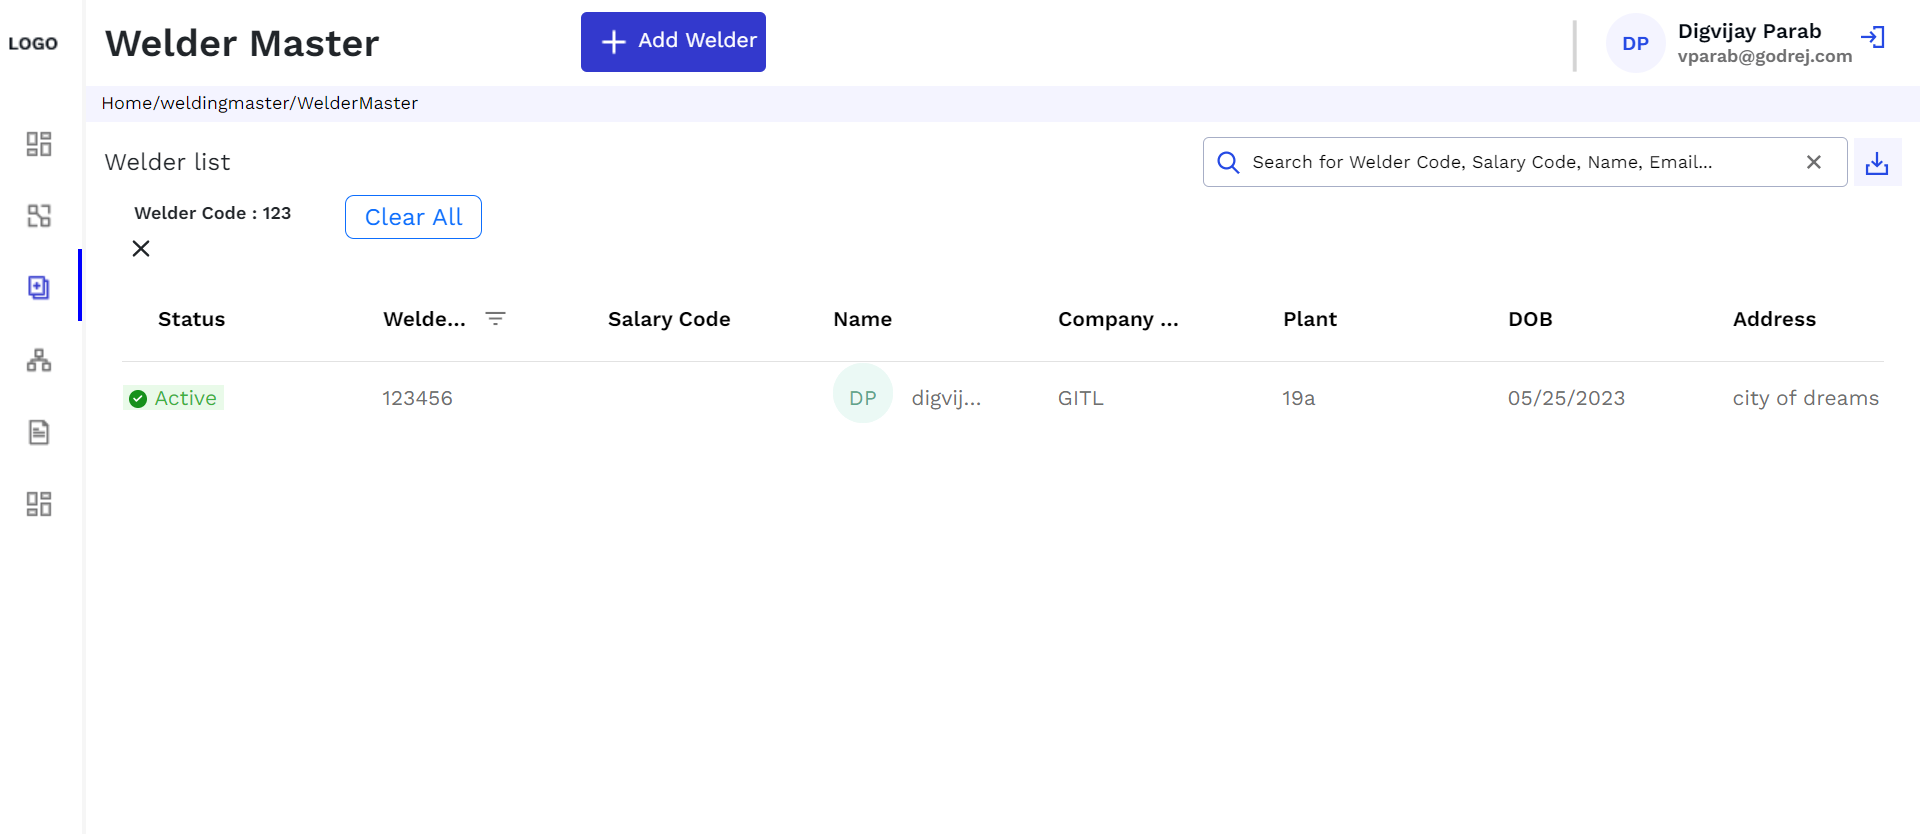 LOGO
Welder Master
Add Welder
DP
Digvijay Parab
vparab@godrej.com
Home/weldingmaster/WelderMaster
Welder list
Search for Welder Code, Salary Code, Name, Email...
Welder Code : 123
Clear All
Status Welde... Salary Code Name Company ... Plant DOB Address
Active 123456 DP digvij... GITL 19a 05/25/2023 city of dreams